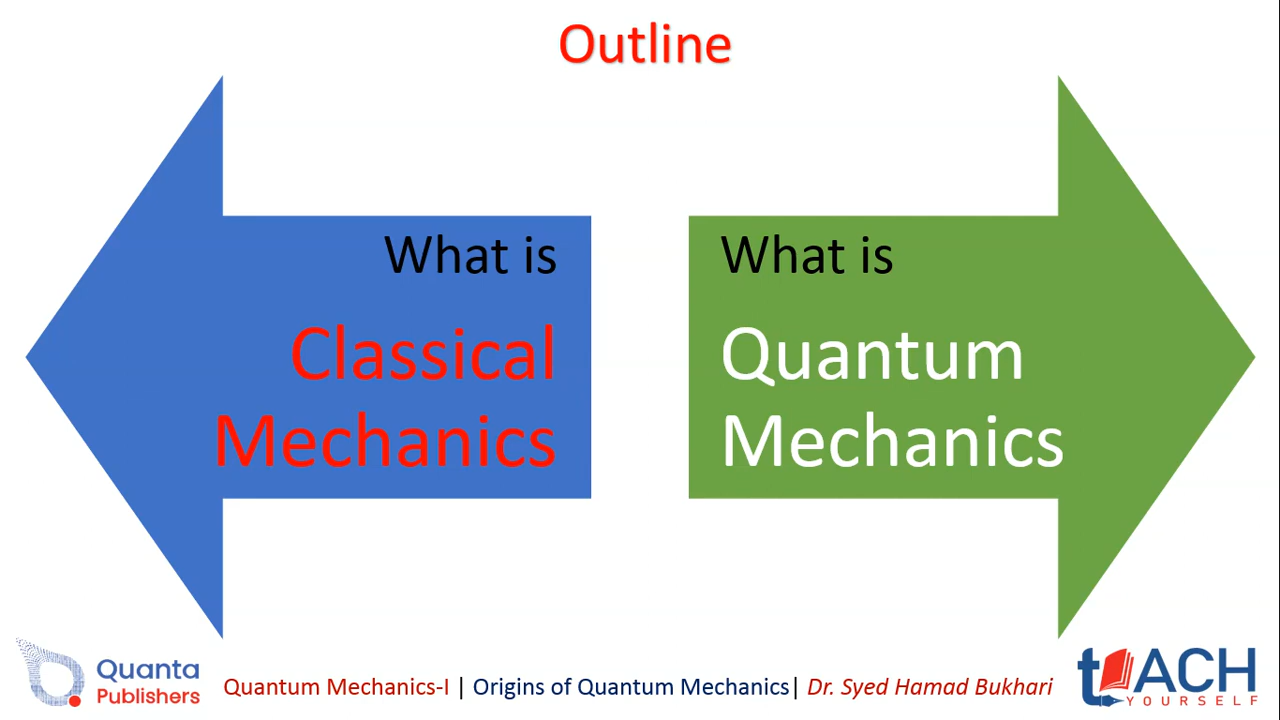 Outline
What is
Classical
Mechanics
What is
Quantum
Mechanics
Quanta
Publishers
Quantum Mechanics-I | Origins of Quantum Mechanics| Dr. Syed Hamad Bukhari
tEACH
YOURSELF